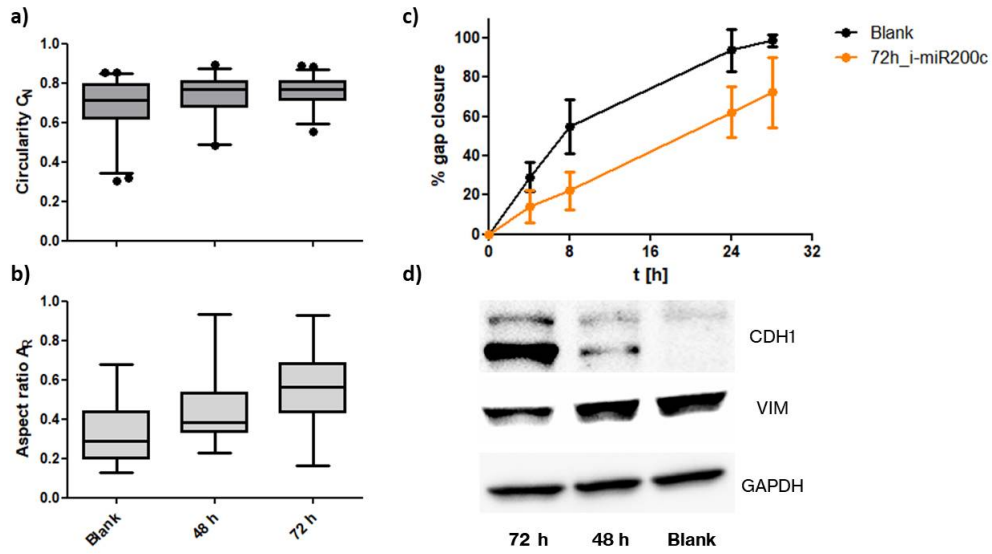 a)
Circularity C_N
1.0
0.8
0.6
0.4
0.2
0.0
b)
Aspect ratio A_R
1.0
0.8
0.6
0.4
0.2
0.0
Blank
48 h
72 h
c)
% gap closure
100
80
60
40
20
0
0 8 16 24 32
t [h]
Blank
72h_i-miR200c
d)
CDH1
VIM
GAPDH
72 h 48 h Blank